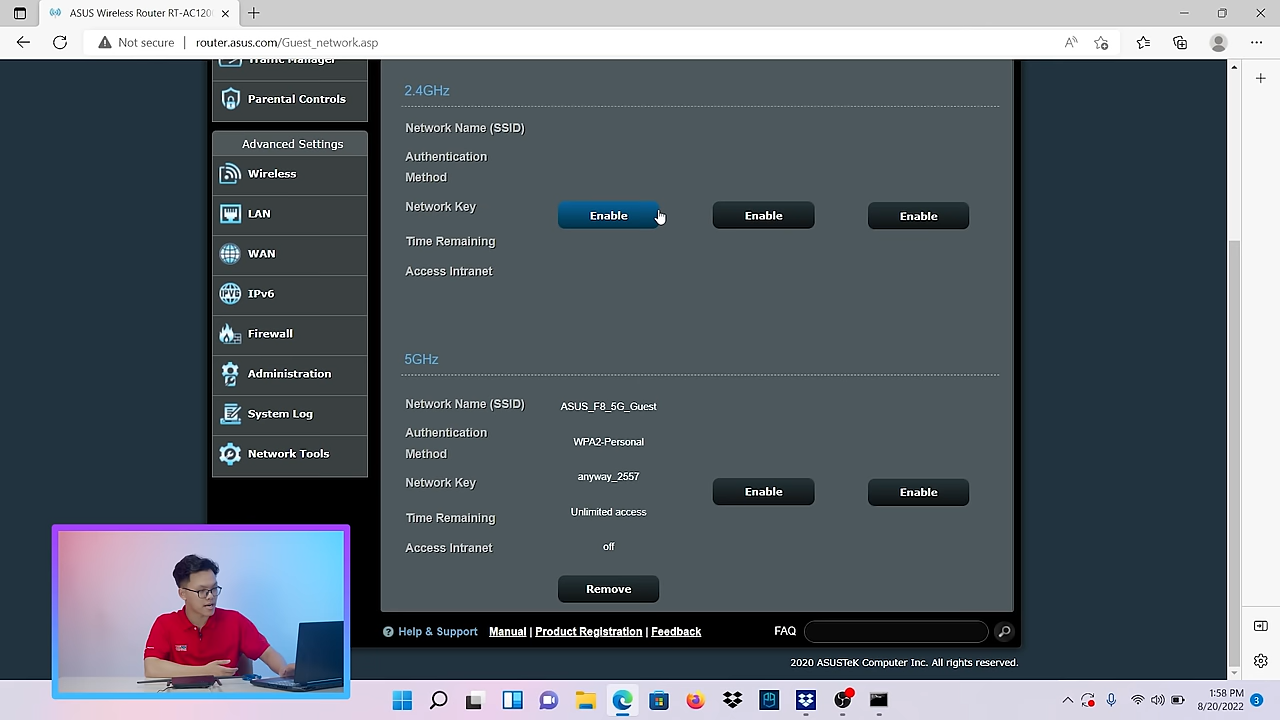 ASUS Wireless Router RT-AC120
Not secure
router.asus.com/Guest_network.asp
Traffic Manager
Parental Controls
Advanced Settings
Wireless
LAN
WAN
IPv6
Firewall
Administration
System Log
Network Tools
2.4GHz
Network Name (SSID)
Authentication
Method
Network Key
Enable
Enable
Enable
Time Remaining
Access Intranet
5GHz
Network Name (SSID)
ASUS_F8_5G_Guest
Authentication
Method
WPA2-Personal
Network Key
anyway_2557
Enable
Enable
Time Remaining
Unlimited access
Access Intranet
off
Remove
Help & Support
Manual | Product Registration | Feedback
FAQ
2020 ASUSTeK Computer Inc. All rights reserved.
1:58 PM
8/20/2022
3